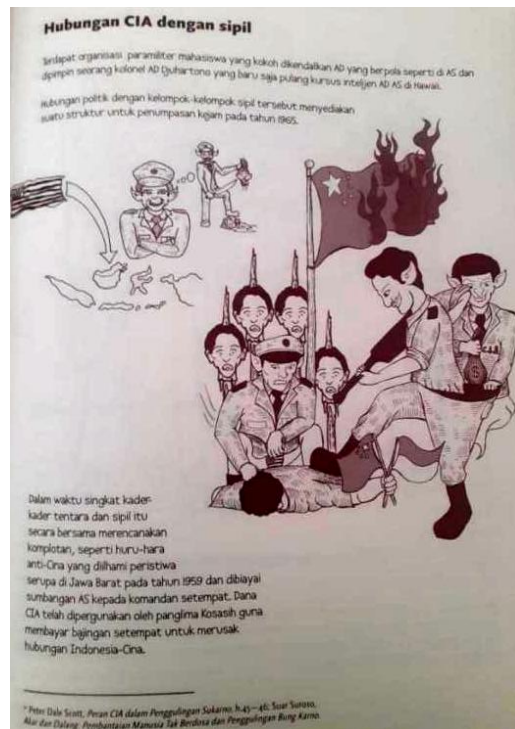 Hubungan CIA dengan sipil
Terdapat organisasi paramiliter mahasiswa yang kokoh dikendalkan AD yang berpola seperti di AS dan
dipimpin seorang kolonel AD Djuhartono yang baru saja pulang kursus intelijen AD AS di Hawaii.
Hubungan politik dengan kelompok-kelompok sipil tersebut menyediakan
suatu struktur untuk penumpasan kejam pada tahun 1965.
$
Dalam waktu singkat kader-
kader tentara dan sipil itu
secara bersama merencanakan
komplotan, seperti huru-hara
anti-Cina yang diilhami peristiwa
serupa di Jawa Barat pada tahun 1959 dan dibiayai
sumbangan AS kepada komandan setempat. Dana
CIA telah dipergunakan oleh panglima Kosasih guna
membayar bajingan setempat untuk merusak
hubungan Indonesia-Cina.
" Peter Dale Scott, Peran CIA dalam Penggulingan Sukarno, h.45–46; Suar Suroso,
Akar dan Dalang: Pembantaian Manusia Tak Berdosa dan Penggulingan Bung Karno.